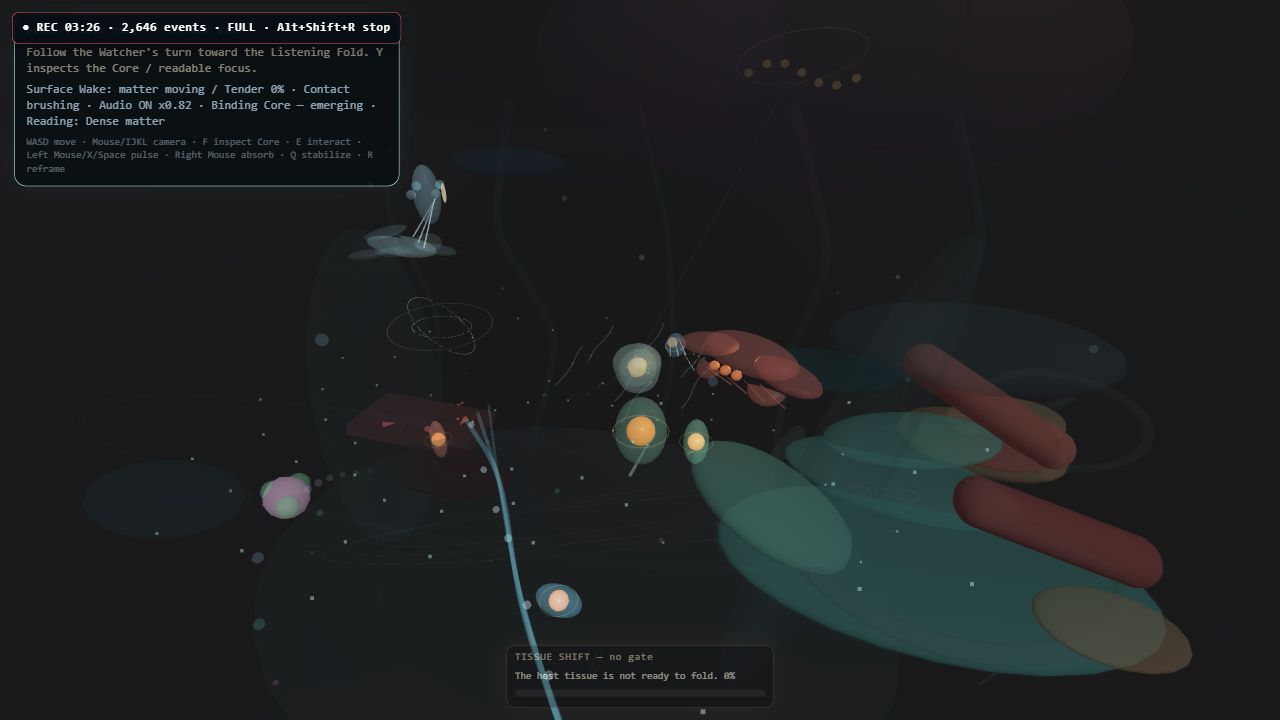 ● REC 03:26 · 2,646 events · FULL · Alt+Shift+R stop
Follow the Watcher's turn toward the Listening Fold. Y
inspects the Core / readable focus.
Surface Wake: matter moving / Tender 0% · Contact
brushing · Audio ON x0.82 · Binding Core — emerging ·
Reading: Dense matter
WASD move · Mouse/IJKL camera · F inspect Core · E interact ·
Left Mouse/X/Space pulse · Right Mouse absorb · Q stabilize · R
reframe
TISSUE SHIFT — no gate
The host tissue is not ready to fold. 0%